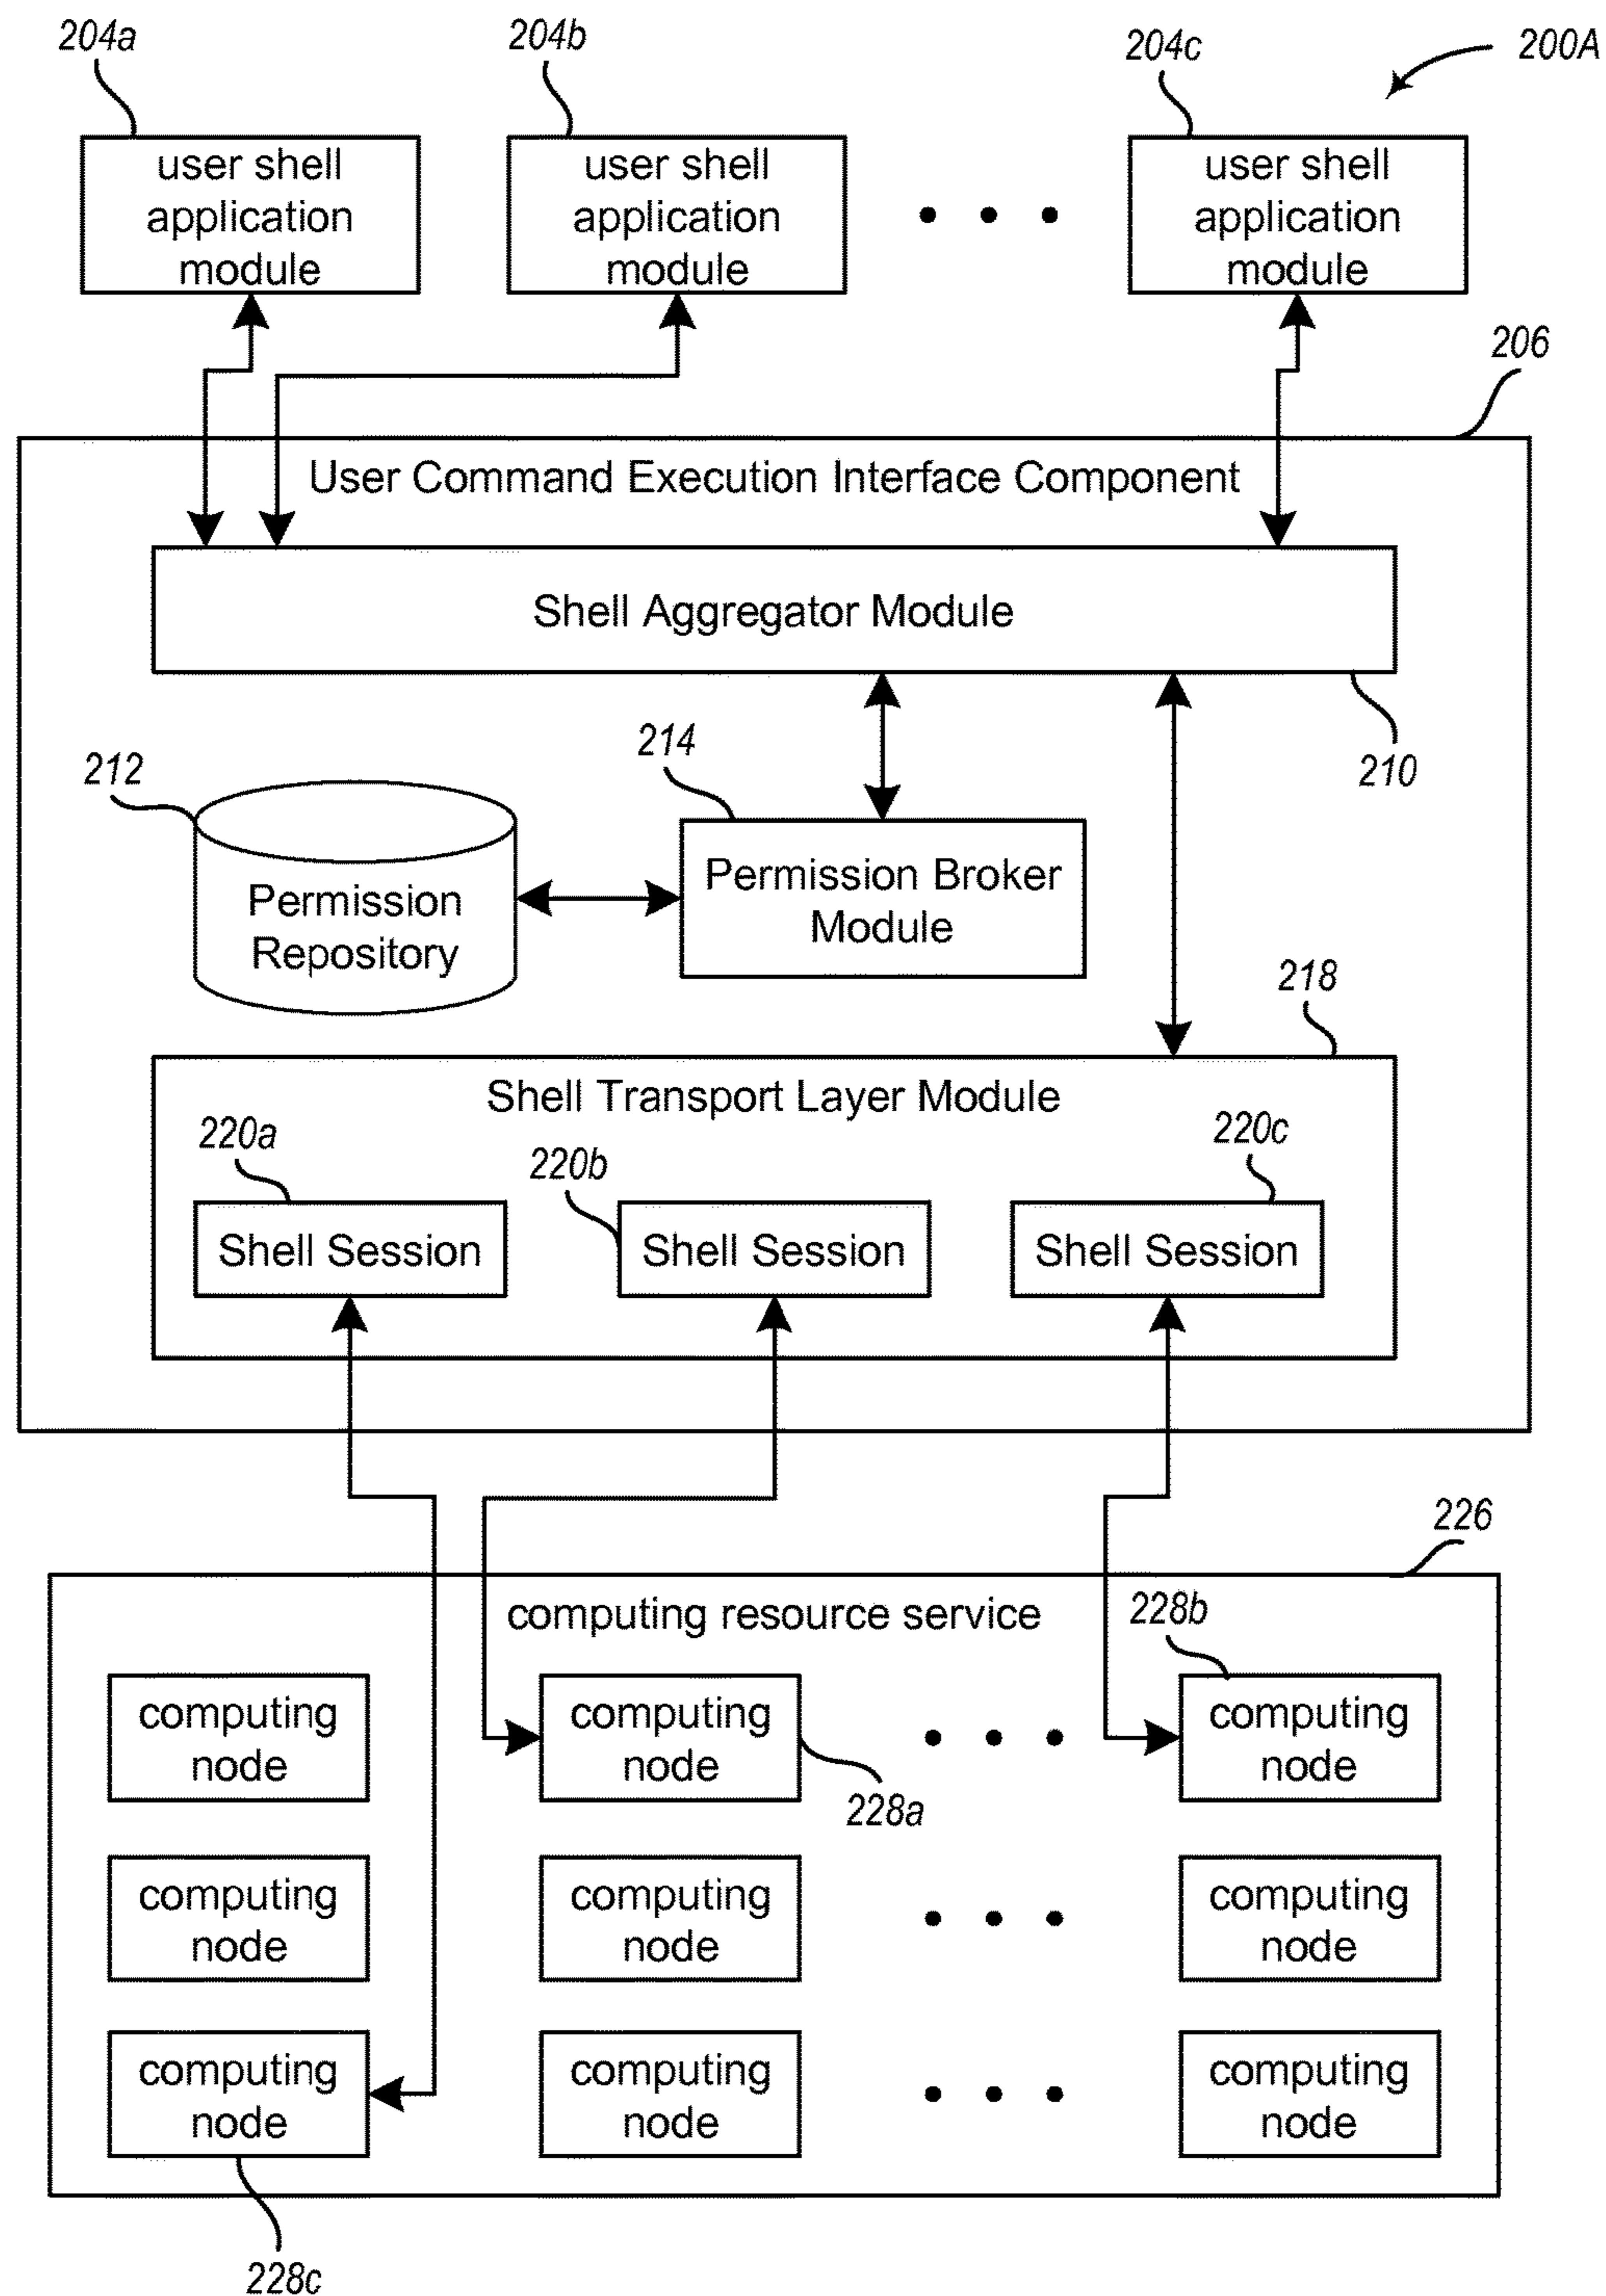 204a
204b
204c
200A
user shell
application
module
user shell
application
module
user shell
application
module
206
User Command Execution Interface Component
Shell Aggregator Module
210
212
214
Permission
Repository
Permission Broker
Module
218
Shell Transport Layer Module
220a
220b
220c
Shell Session
Shell Session
Shell Session
226
computing resource service
228b
computing
node
computing
node
computing
node
228a
computing
node
computing
node
computing
node
computing
node
computing
node
computing
node
228c